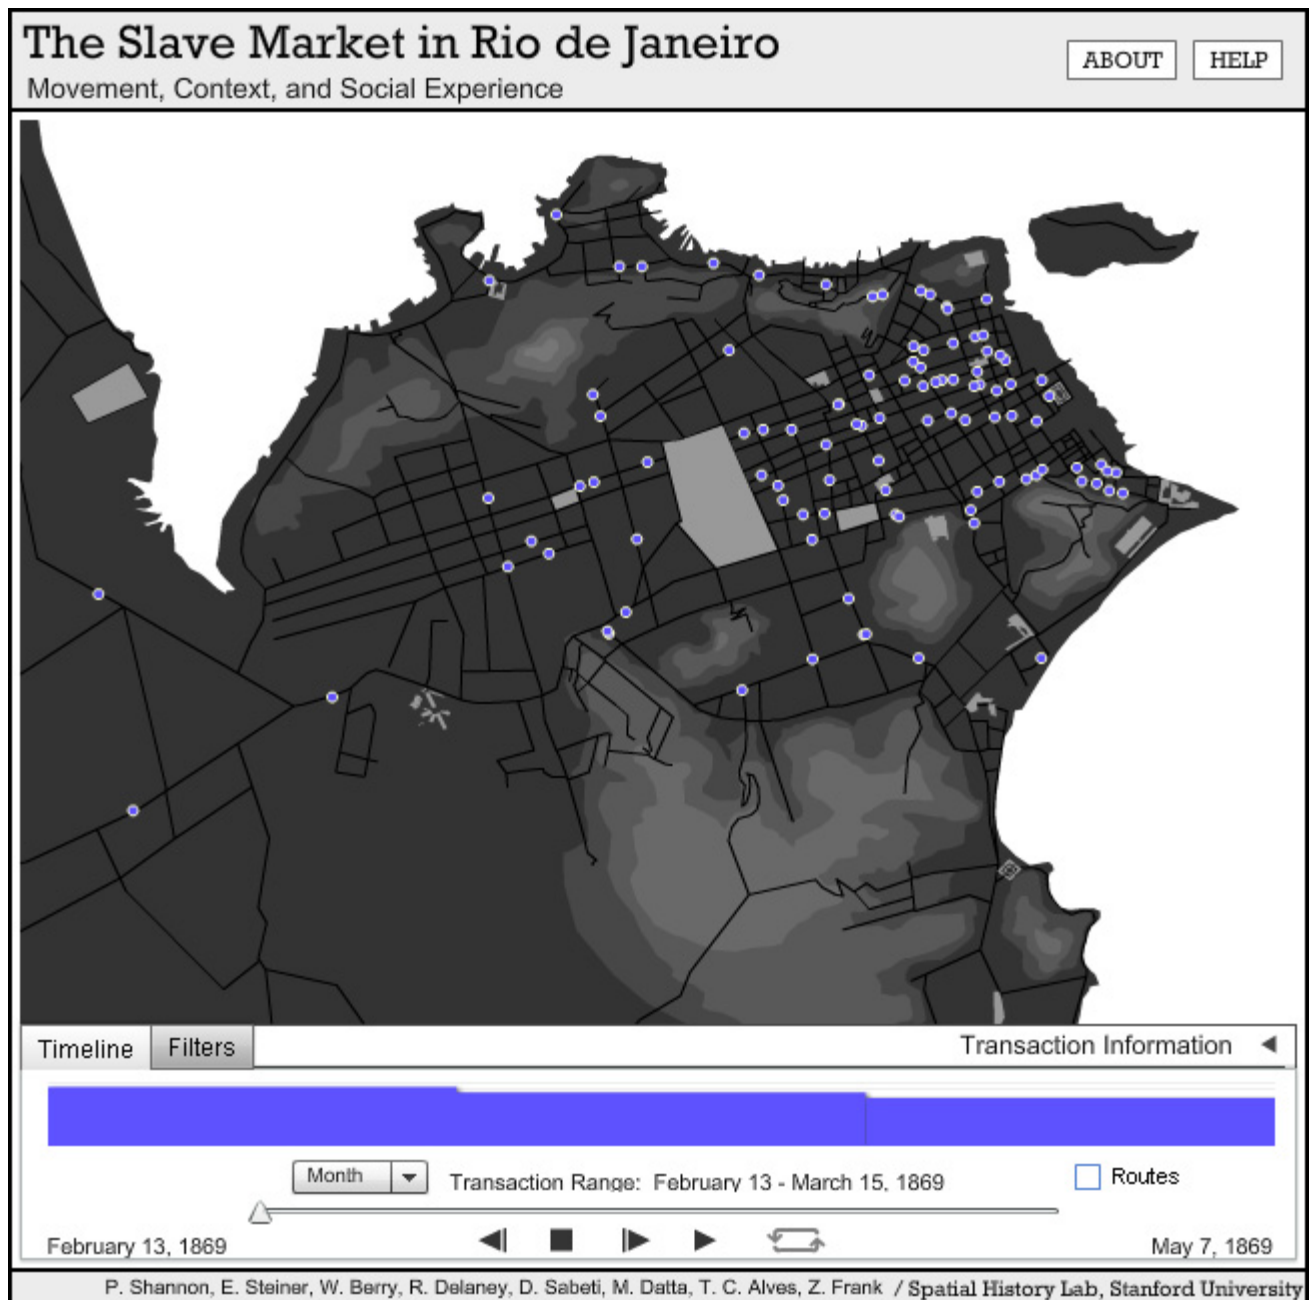 The Slave Market in Rio de Janeiro
Movement, Context, and Social Experience
ABOUT
HELP
Timeline
Filters
Transaction Information
Month
Transaction Range: February 13 - March 15, 1869
Routes
February 13, 1869
May 7, 1869
P. Shannon, E. Steiner, W. Berry, R. Delaney, D. Sabeti, M. Datta, T. C. Alves, Z. Frank / Spatial History Lab, Stanford University